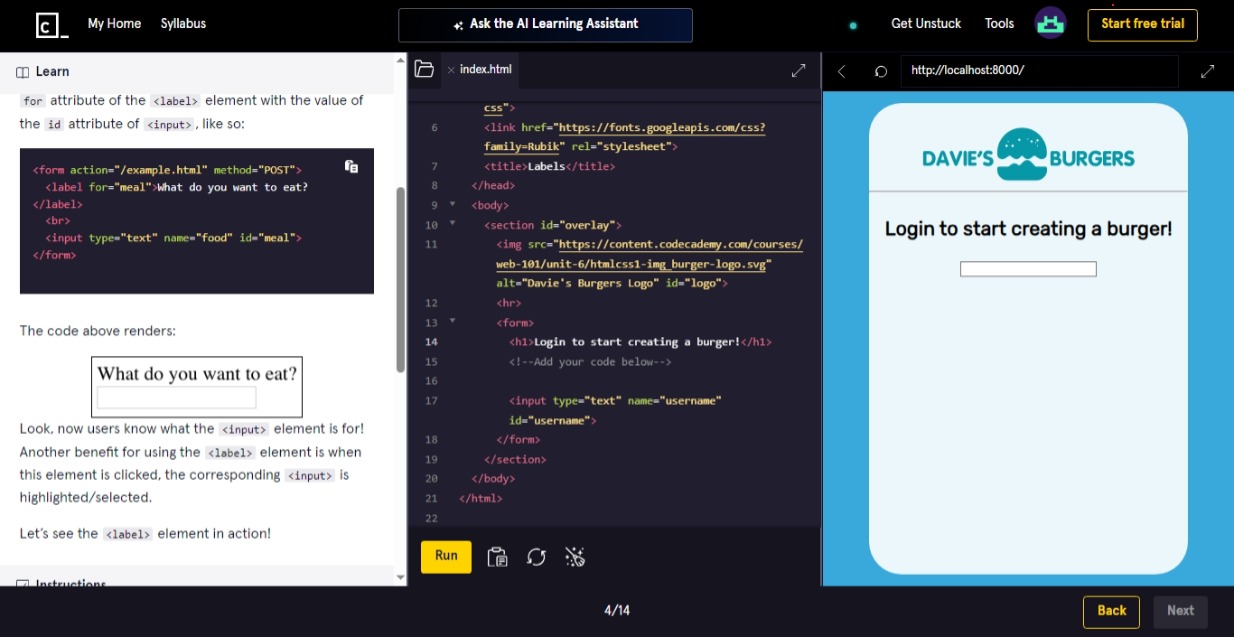 c_
My Home
Syllabus
Ask the AI Learning Assistant
Get Unstuck
Tools
Start free trial
Learn
for attribute of the <label> element with the value of
the id attribute of <input>, like so:
<form action="/example.html" method="POST">
<label for="meal">What do you want to eat?
</label>
<br>
<input type="text" name="food" id="meal">
</form>
The code above renders:
What do you want to eat?
Look, now users know what the <input> element is for!
Another benefit for using the <label> element is when
this element is clicked, the corresponding <input> is
highlighted/selected.
Let's see the <label> element in action!
Instructions
index.html
css">
6 <link href="https://fonts.googleapis.com/css?
family=Rubik" rel="stylesheet">
7 <title>Labels</title>
8 </head>
9 <body>
10 <section id="overlay">
11 <img src="https://content.codecademy.com/courses/
web-101/unit-6/htmlcss1-img_burger-logo.svg"
alt="Davie's Burgers Logo" id="logo">
12 <hr>
13 <form>
14 <h1>Login to start creating a burger!</h1>
15 <!--Add your code below-->
16
17 <input type="text" name="username"
id="username">
18 </form>
19 </section>
20 </body>
21 </html>
22
Run
http://localhost:8000/
DAVIE'S BURGERS
Login to start creating a burger!
4/14
Back
Next